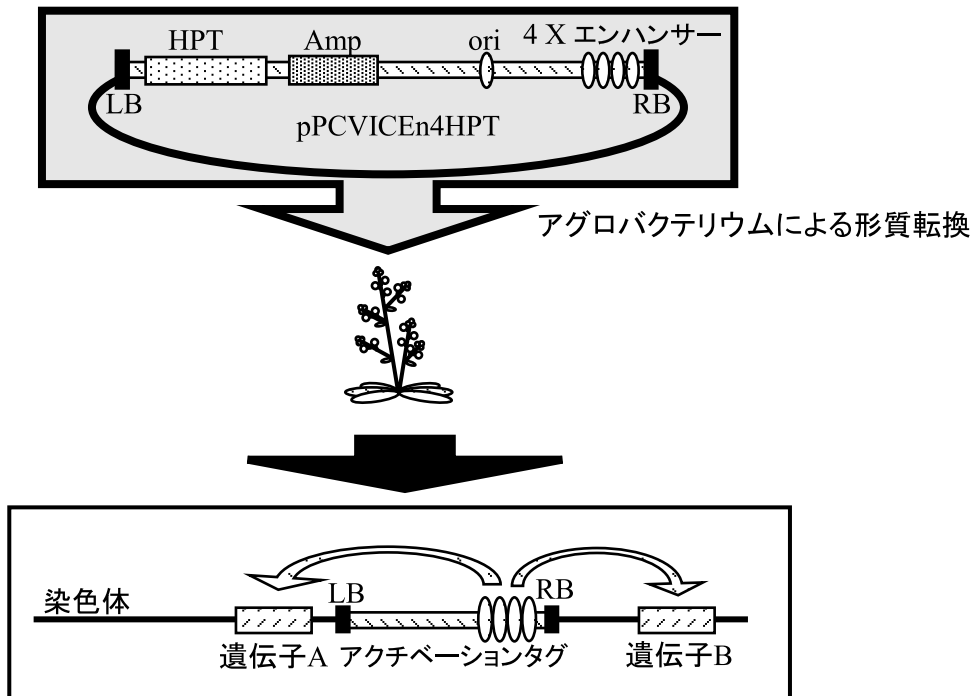 HPT Amp ori 4 X エンハンサー
LB RB
pPCVICEn4HPT
アグロバクテリウムによる形質転換
LB RB
染色体
遺伝子A アクチベーションタグ 遺伝子B